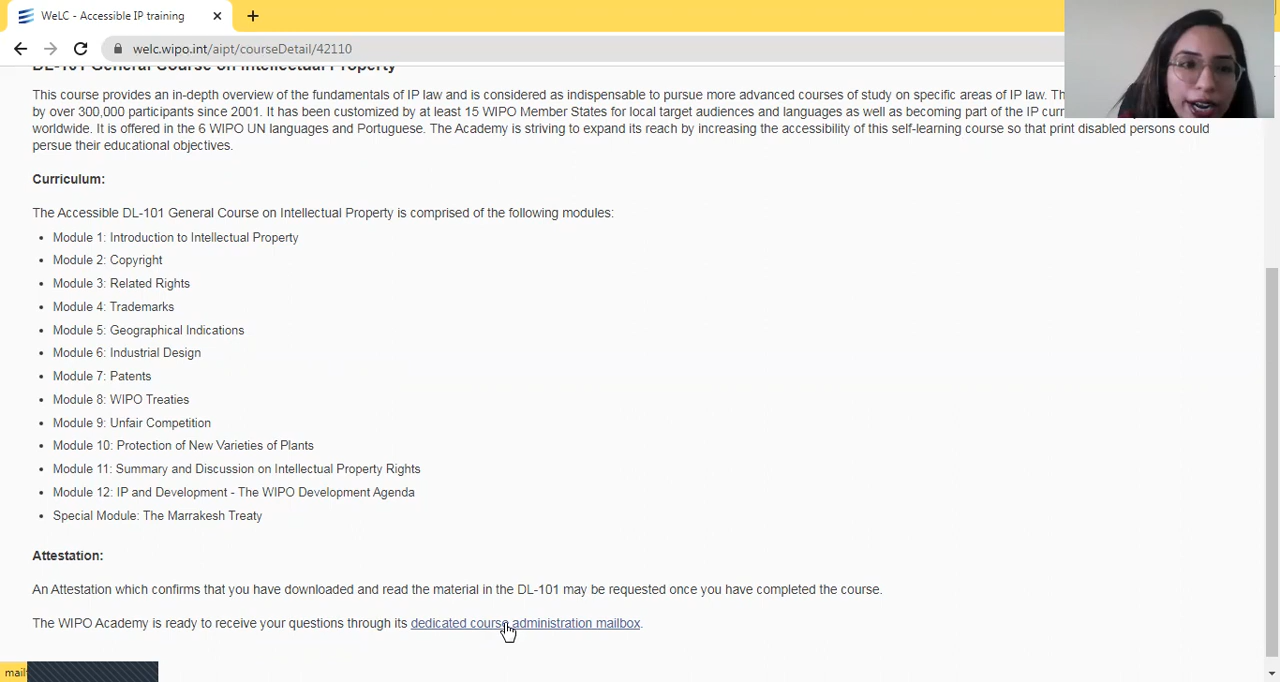 WeLC - Accessible IP training
welc.wipo.int/aipt/courseDetail/42110
DL-101 General Course on Intellectual Property
This course provides an in-depth overview of the fundamentals of IP law and is considered as indispensable to pursue more advanced courses of study on specific areas of IP law.
by over 300,000 participants since 2001. It has been customized by at least 15 WIPO Member States for local target audiences and languages as well as becoming part of the IP
worldwide. It is offered in the 6 WIPO UN languages and Portuguese: The Academy is striving to expand its reach by increasing the accessibility of this self-learning course so that print disabled persons could
persue their educational objectives.
Curriculum:
The Accessible DL-101 General Course on Intellectual Property is comprised of the following modules:
• Module 1: Introduction to Intellectual Property
• Module 2: Copyright
• Module 3: Related Rights
• Module 4: Trademarks
• Module 5: Geographical Indications
• Module 6: Industrial Design
• Module 7: Patents
• Module 8: WIPO Treaties
• Module 9: Unfair Competition
• Module 10: Protection of New Varieties of Plants
• Module 11: Summary and Discussion on Intellectual Property Rights
• Module 12: IP and Development - The WIPO Development Agenda
• Special Module: The Marrakesh Treaty
Attestation:
An Attestation which confirms that you have downloaded and read the material in the DL-101 may be requested once you have completed the course.
The WIPO Academy is ready to receive your questions through its dedicated course administration mailbox.